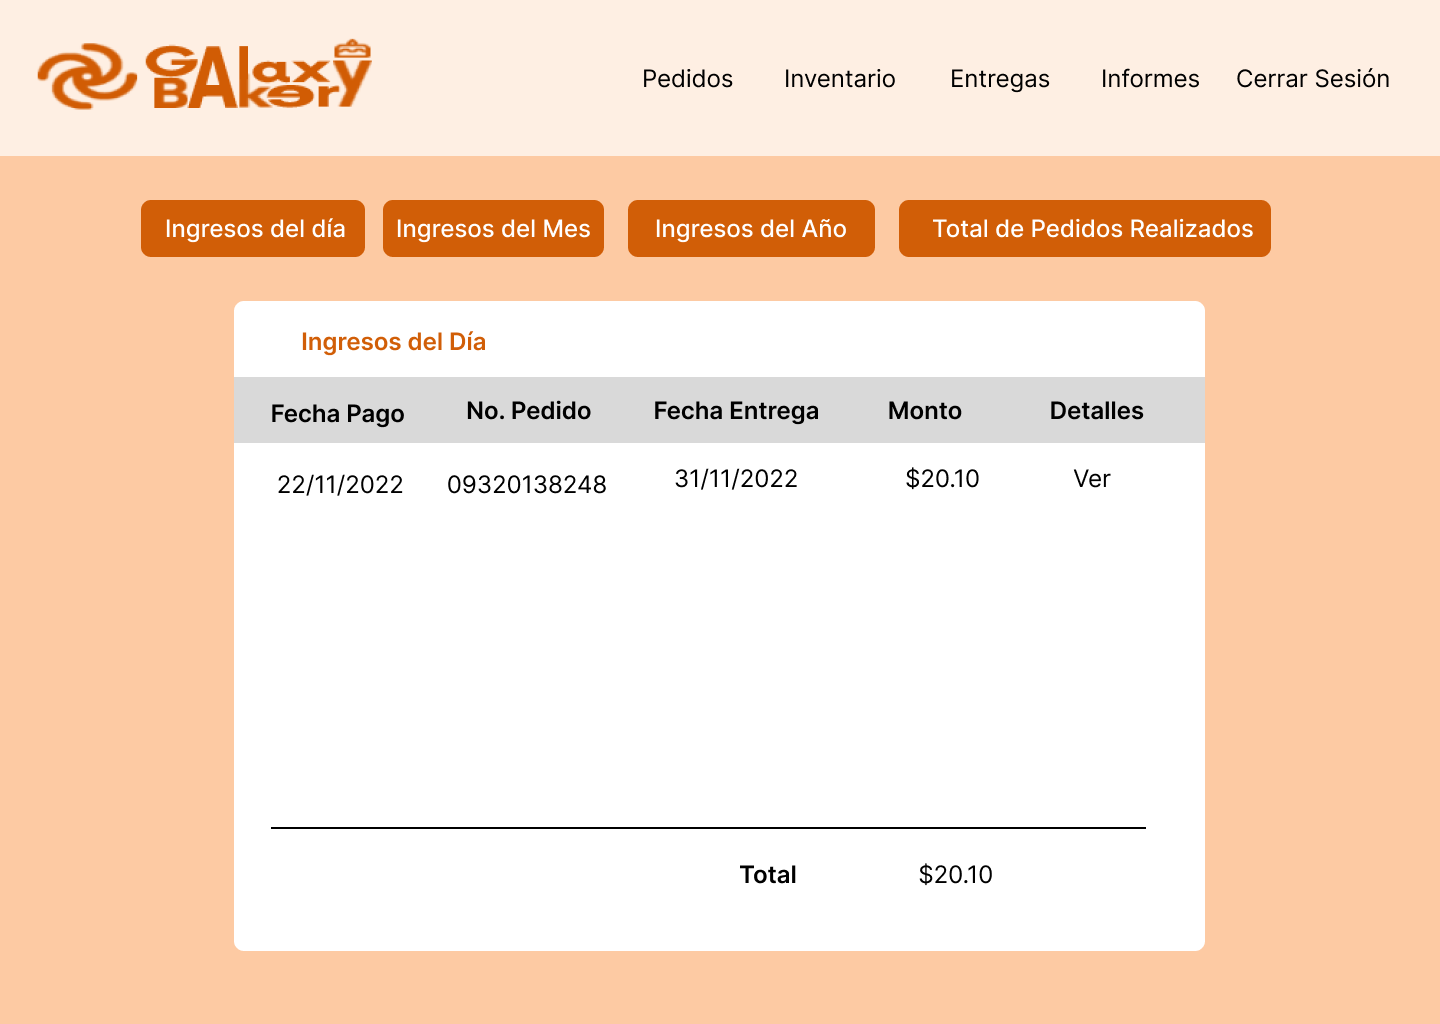 GAlaxy
BAkery
Pedidos Inventario Entregas Informes Cerrar Sesión
Ingresos del día Ingresos del Mes Ingresos del Año Total de Pedidos Realizados
Ingresos del Día
Fecha Pago No. Pedido Fecha Entrega Monto Detalles
22/11/2022 09320138248 31/11/2022 $20.10 Ver
Total $20.10